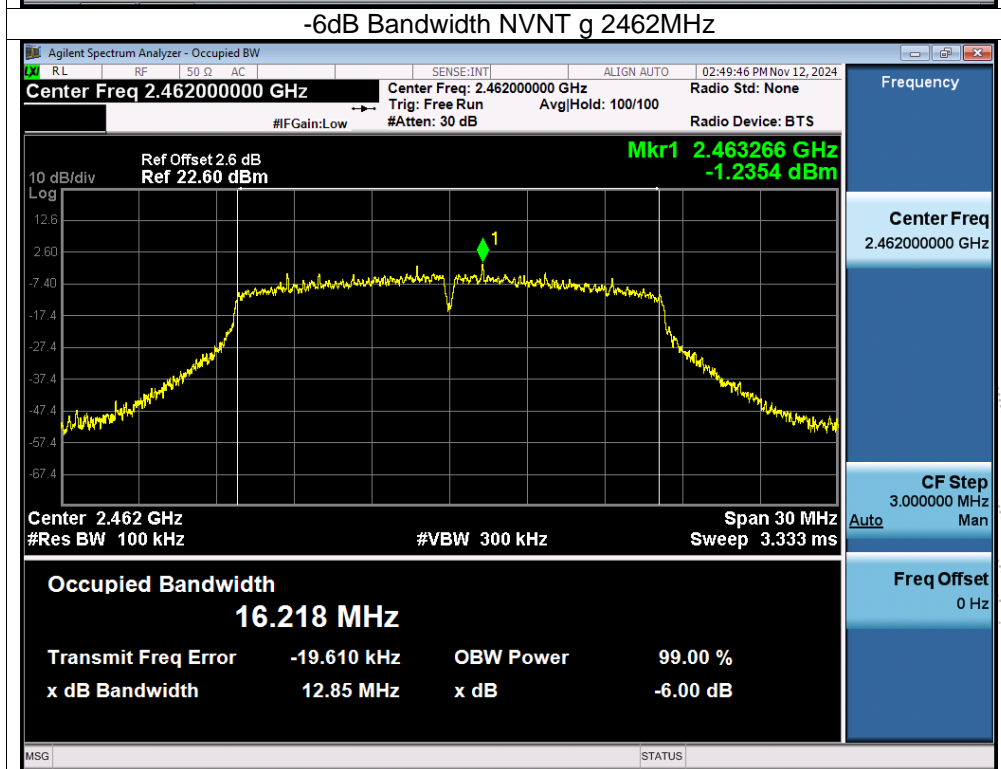 -6dB Bandwidth NVNT g 2462MHz
Agilent Spectrum Analyzer - Occupied BW
LXI RL RF 50 Ω AC SENSE:INT ALIGN AUTO 02:49:46 PM Nov 12, 2024
Center Freq 2.462000000 GHz
Center Freq: 2.462000000 GHz Radio Std: None
Trig: Free Run Avg|Hold: 100/100
#IFGain:Low #Atten: 30 dB Radio Device: BTS
Frequency
Mkr1 2.463266 GHz
-1.2354 dBm
Ref Offset 2.6 dB
10 dB/div Ref 22.60 dBm
Log
12.6
2.60
-7.40
-17.4
-27.4
-37.4
-47.4
-57.4
-67.4
1
Center 2.462 GHz Span 30 MHz
#Res BW 100 kHz #VBW 300 kHz Sweep 3.333 ms
Center Freq
2.462000000 GHz
CF Step
3.000000 MHz
Auto Man
Freq Offset
0 Hz
Occupied Bandwidth
16.218 MHz
Transmit Freq Error -19.610 kHz OBW Power 99.00 %
x dB Bandwidth 12.85 MHz x dB -6.00 dB
MSG STATUS